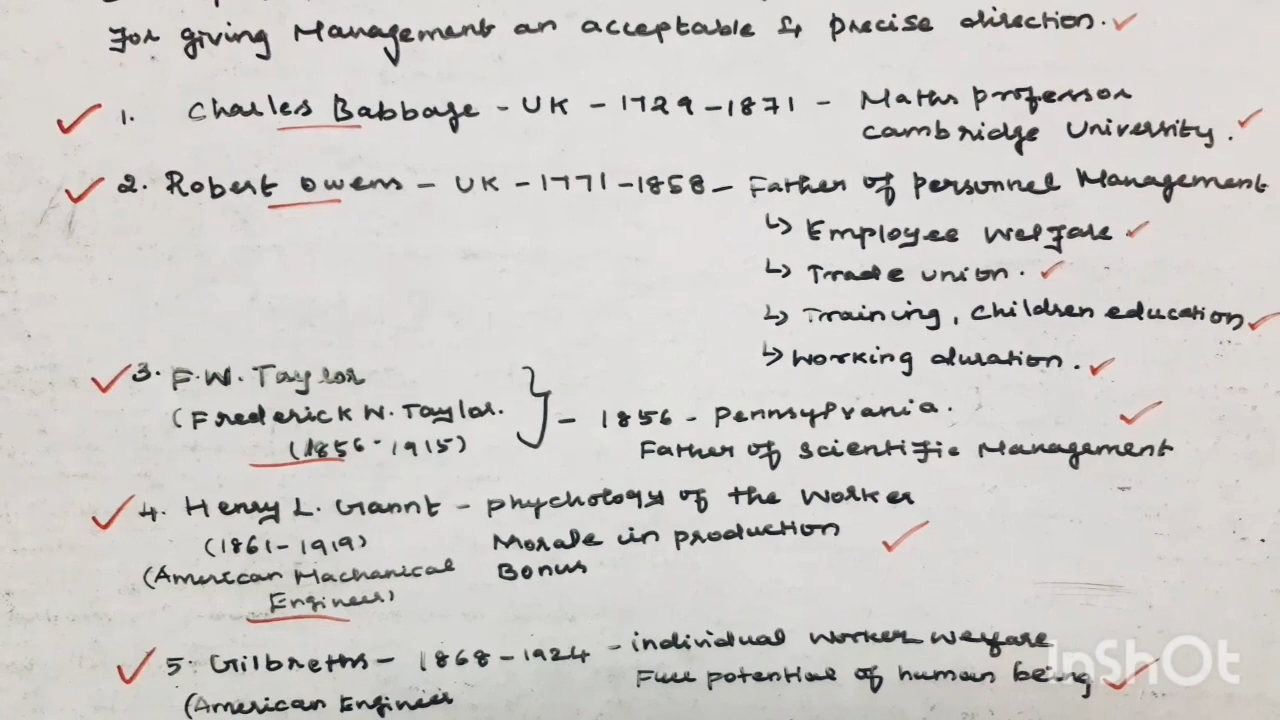 For giving Management an acceptable & precise direction.
1. Charles Babbage - UK - 1729-1871 - Maths professor
Cambridge University.
2. Robert Owens - UK - 1771-1858 - Father of Personnel Management
↳ Employee Welfare
↳ Trade union.
↳ Training, Children education
↳ Working duration.
3. F.W. Taylor
(Frederick W. Taylor.
(1856-1915)
} - 1856 - Pennsylvania.
Father of Scientific Management
4. Henry L. Gannt - Phychology of the Worker
(1861-1919) Morale in production
(American Machanical Bonus
Engineer)
5. Gilbreths - 1868-1924 - individual Worker Welfare
(American Engineer Full potential of human being
InShOt